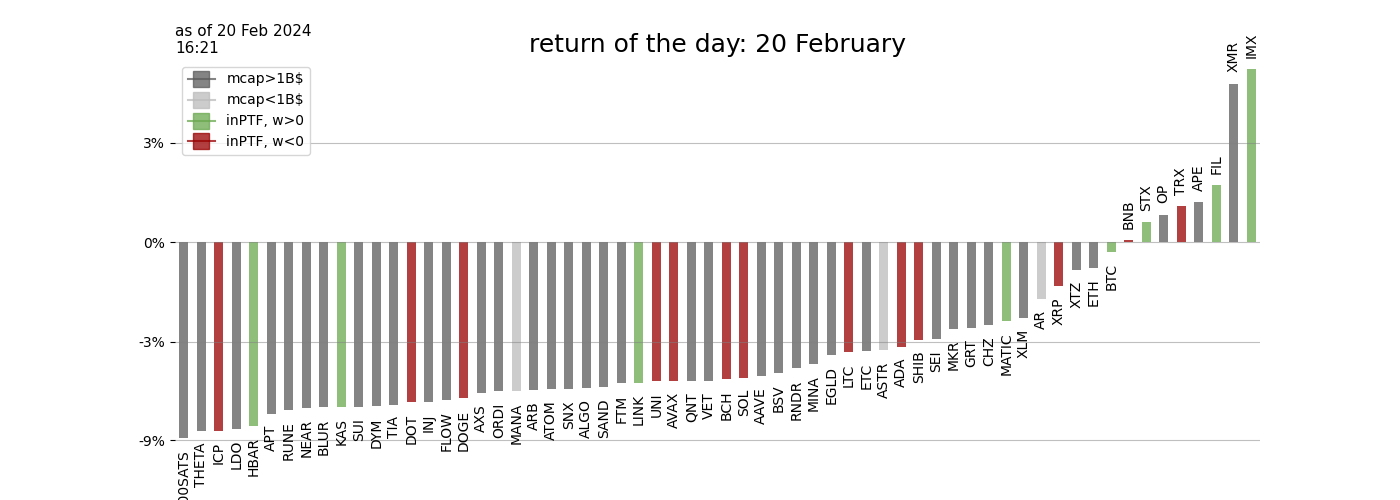 as of 20 Feb 2024
16:21
return of the day: 20 February
mcap>1B$
mcap<1B$
inPTF, w>0
inPTF, w<0
3%
0%
-3%
-9%
00SATS
THETA
ICP
LDO
HBAR
APT
RUNE
NEAR
BLUR
KAS
SUI
DYM
TIA
DOT
INJ
FLOW
DOGE
AXS
ORDI
MANA
ARB
ATOM
SNX
ALGO
SAND
FTM
LINK
UNI
AVAX
QNT
VET
BCH
SOL
AAVE
BSV
RNDR
MINA
EGLD
LTC
ETC
ASTR
ADA
SHIB
SEI
MKR
GRT
CHZ
MATIC
XLM
AR
XRP
XTZ
ETH
BTC
BNB
STX
OP
TRX
APE
FIL
XMR
IMX